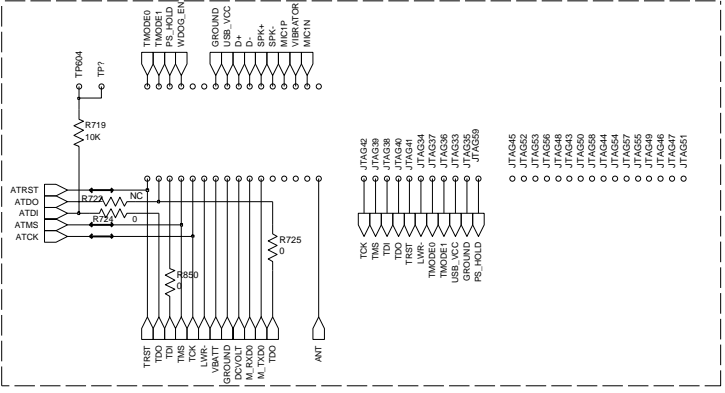 TMODE0
TMODE1
PS_HOLD
WDOG_EN
GROUND
USB_VCC
D+
D-
SPK+
SPK-
MIC1P
VIBRATOR
MIC1N
TP604
TP?
R719
10K
JTAG42
JTAG39
JTAG38
JTAG40
JTAG41
JTAG34
JTAG37
JTAG36
JTAG33
JTAG35
JTAG59
JTAG45
JTAG52
JTAG53
JTAG56
JTAG48
JTAG43
JTAG50
JTAG58
JTAG44
JTAG54
JTAG57
JTAG55
JTAG49
JTAG46
JTAG47
JTAG51
ATRST
ATDO
ATDI
ATMS
ATCK
R722
NC
R724
0
R725
0
R850
0
TCK
TMS
TDI
TDO
TRST
LWR-
TMODE0
TMODE1
USB_VCC
GROUND
PS_HOLD
TRST
TDO
TDI
TMS
TCK
LWR-
VBATT
GROUND
DCVOLT
M_RXD0
M_TXD0
TDO
ANT